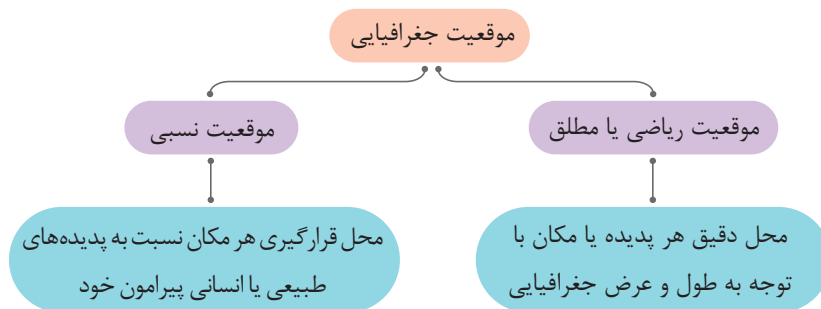 موقعیت جغرافیایی
موقعیت ریاضی یا مطلق
موقعیت نسبی
محل دقیق هر پدیده یا مکان با
توجه به طول و عرض جغرافیایی
محل قرارگیری هر مکان نسبت به پدیده‌های
طبیعی یا انسانی پیرامون خود